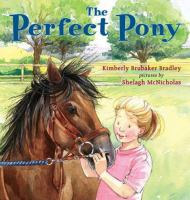 The
Perfect Pony
Kimberly Brubaker Bradley
pictures by
Shelagh McNicholas